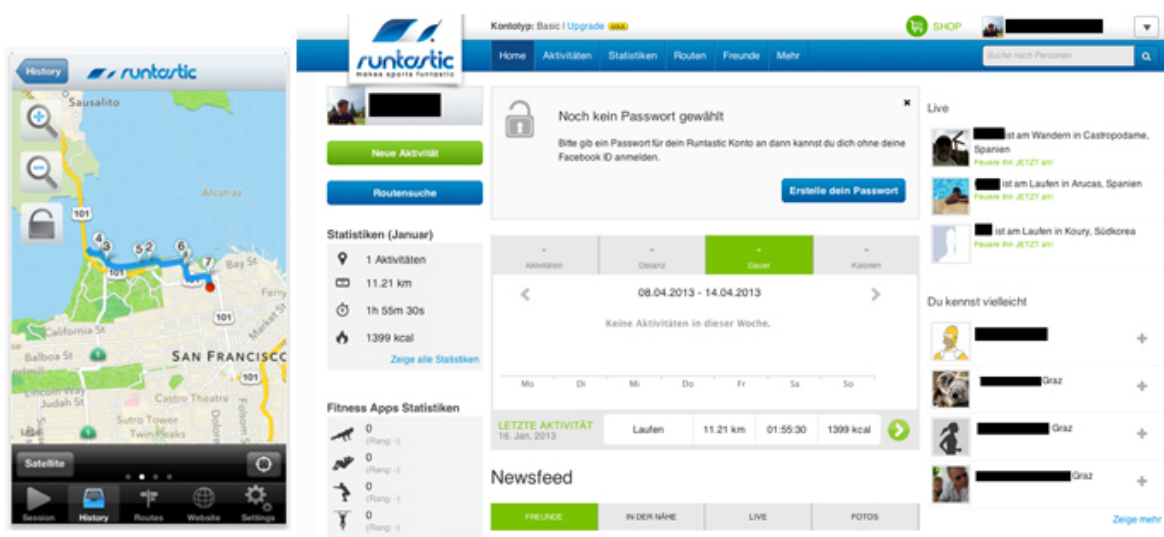 History
runtastic
Sausalito
Alcatraz
101
4
3
5
2
6
7
101
Bay St
Ferry
101
Market St
California St
Balboa St
1
SAN FRANCISCO
101
Lincoln Way
Judah St
Castro Theatre
Sutro Tower
Twin Peaks
Folsom S
Dolore
1
Satellite
Session
History
Routes
Website
Settings
runtastic
makes sports funtastic
Kontotyp: Basic | Upgrade GOLD
SHOP
Home Aktivitäten Statistiken Routen Freunde Mehr
Suche nach Personen
Neue Aktivität
Routensuche
Statistiken (Januar)
1 Aktivitäten
11.21 km
1h 55m 30s
1399 kcal
Zeige alle Statistiken
Fitness Apps Statistiken
0
(Rang: -)
0
(Rang: -)
0
(Rang: -)
0
(Rang: -)
Noch kein Passwort gewählt
Bitte gib ein Passwort für dein Runtastic Konto an dann kannst du dich ohne deine
Facebook ID anmelden.
Erstelle dein Passwort
- - - -
Aktivitäten Distanz Dauer Kalorien
08.04.2013 - 14.04.2013
Keine Aktivitäten in dieser Woche.
Mo Di Mi Do Fr Sa So
LETZTE AKTIVITÄT
16. Jan, 2013
Laufen 11.21 km 01:55:30 1399 kcal
Newsfeed
FREUNDE IN DER NÄHE LIVE FOTOS
Live
ist am Wandern in Castropodame,
Spanien
Feuere ihn JETZT an!
ist am Laufen in Arucas, Spanien
Feuere ihn JETZT an!
ist am Laufen in Koury, Südkorea
Feuere ihn JETZT an!
Du kennst vielleicht
Graz
Graz
Graz
Zeige mehr